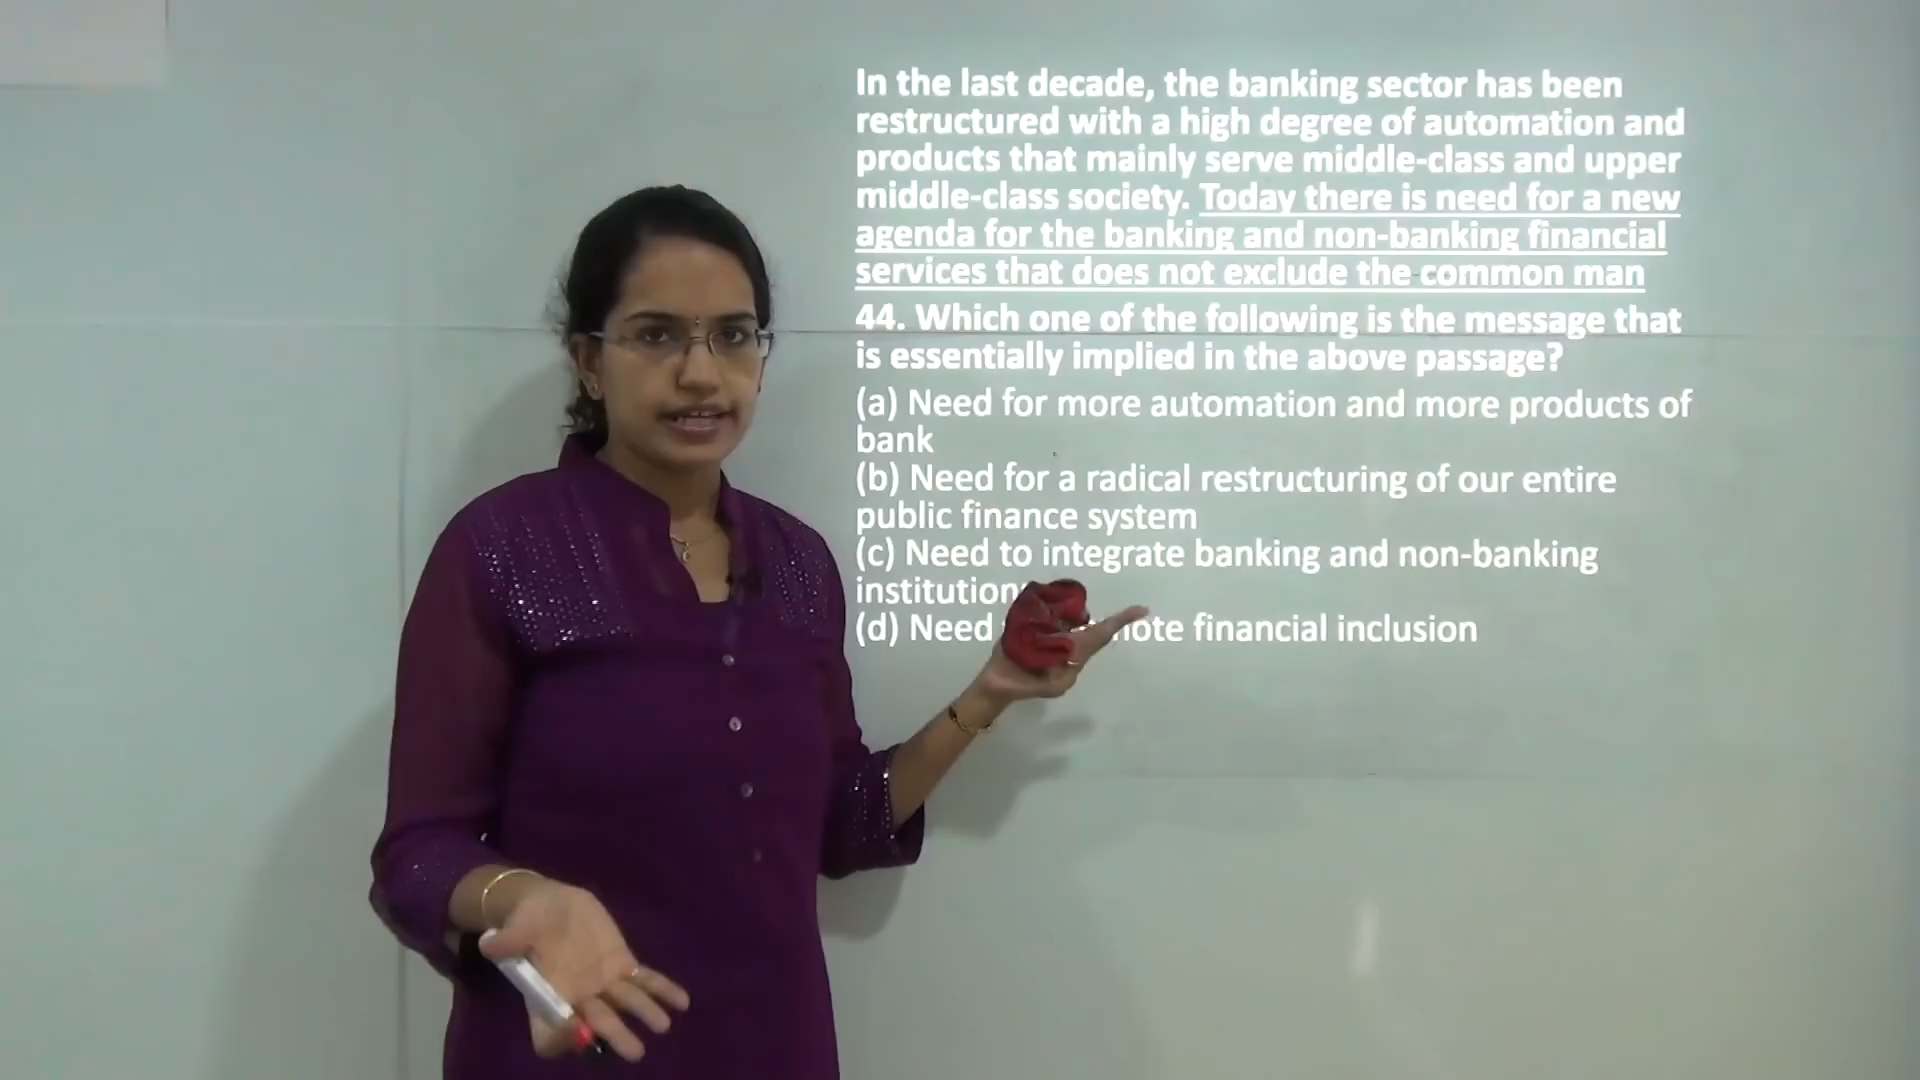 In the last decade, the banking sector has been
restructured with a high degree of automation and
products that mainly serve middle-class and upper
middle-class society. Today there is need for a new
agenda for the banking and non-banking financial
services that does not exclude the common man
44. Which one of the following is the message that
is essentially implied in the above passage?
(a) Need for more automation and more products of
bank
(b) Need for a radical restructuring of our entire
public finance system
(c) Need to integrate banking and non-banking
(d) Need financial inclusion